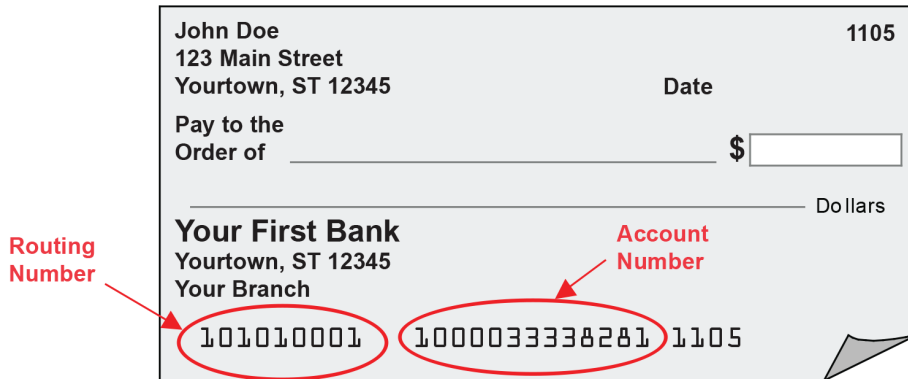 John Doe 1105
123 Main Street
Yourtown, ST 12345 Date
Pay to the
Order of $
Dollars
Your First Bank
Yourtown, ST 12345
Your Branch
Routing
Number
Account
Number
101010001 1000033338281 1105